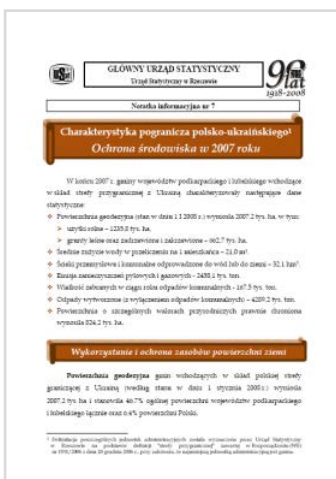 GŁÓWNY URZĄD STATYSTYCZNY
Urząd Statystyczny w Rzeszowie
90 lat
1918-2008
Notatka informacyjna nr 7
Charakterystyka pogranicza polsko-ukraińskiego¹
Ochrona środowiska w 2007 roku
W końcu 2007 r. gminy województw podkarpackiego i lubelskiego wchodzące
w skład strefy przygranicznej z Ukrainą charakteryzowały następujące dane
statystyczne:
Powierzchnia geodezyjna (stan w dniu 1 I 2008 r.) wyniosła 2007,2 tys. ha, w tym:
użytki rolne – 1235,8 tys. ha,
grunty leśne oraz zadrzewione i zakrzewione – 662,7 tys. ha.
Średnie zużycie wody w przeliczeniu na 1 mieszkańca – 21,0 m³.
Ścieki przemysłowe i komunalne odprowadzone do wód lub do ziemi – 32,1 hm³.
Emisja zanieczyszczeń pyłowych i gazowych – 2438,1 tys. ton.
Wielkość zebranych w ciągu roku odpadów komunalnych – 167,5 tys. ton.
Odpady wytworzone (z wyłączeniem odpadów komunalnych) – 4289,2 tys. ton.
Powierzchnia o szczególnych walorach przyrodniczych prawnie chroniona
wyniosła 824,2 tys. ha.
Wykorzystanie i ochrona zasobów powierzchni ziemi
Powierzchnia geodezyjna gmin wchodzących w skład polskiej strefy
granicznej z Ukrainą (według stanu w dniu 1 stycznia 2008 r.) wyniosła
2007,2 tys. ha i stanowiła 46,7% ogólnej powierzchni województw podkarpackiego
i lubelskiego łącznie oraz 6,4% powierzchni Polski.